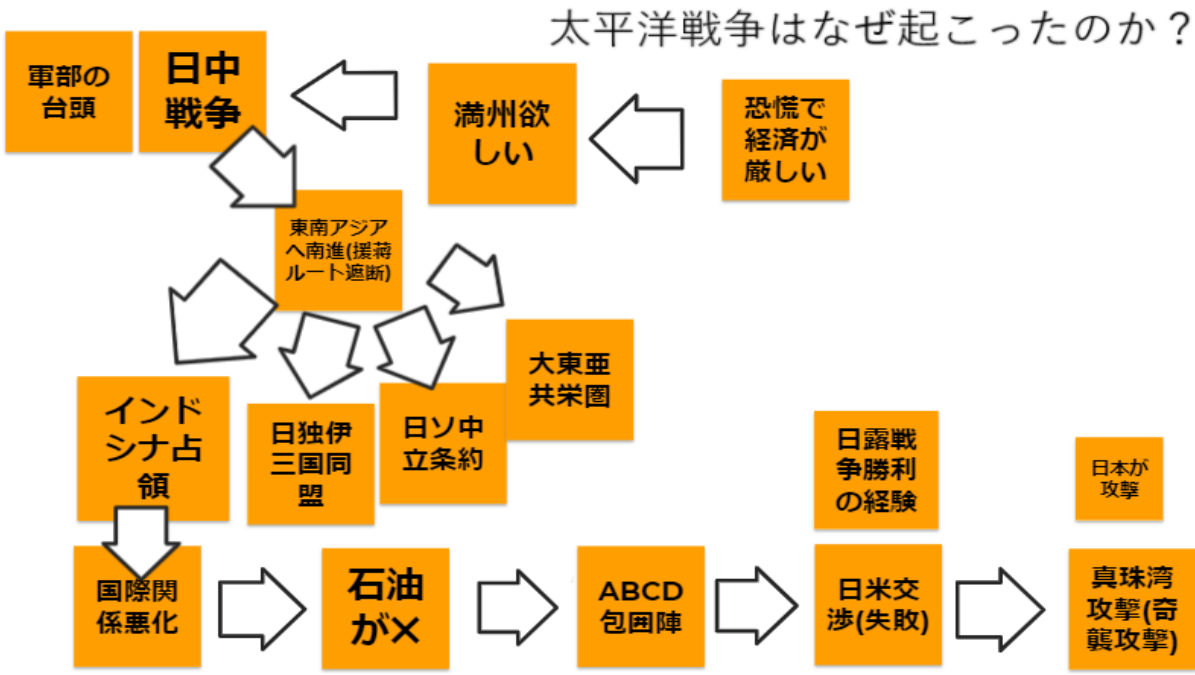 太平洋戦争はなぜ起こったのか？
軍部の
台頭
日中
戦争
満州欲
しい
恐慌で
経済が
厳しい
東南アジア
へ南進(援蒋
ルート遮断)
インド
シナ占
領
日独伊
三国同
盟
日ソ中
立条約
大東亜
共栄圏
国際関
係悪化
石油
が×
ABCD
包囲陣
日露戦
争勝利
の経験
日米交
渉(失敗)
日本が
攻撃
真珠湾
攻撃(奇
襲攻撃)